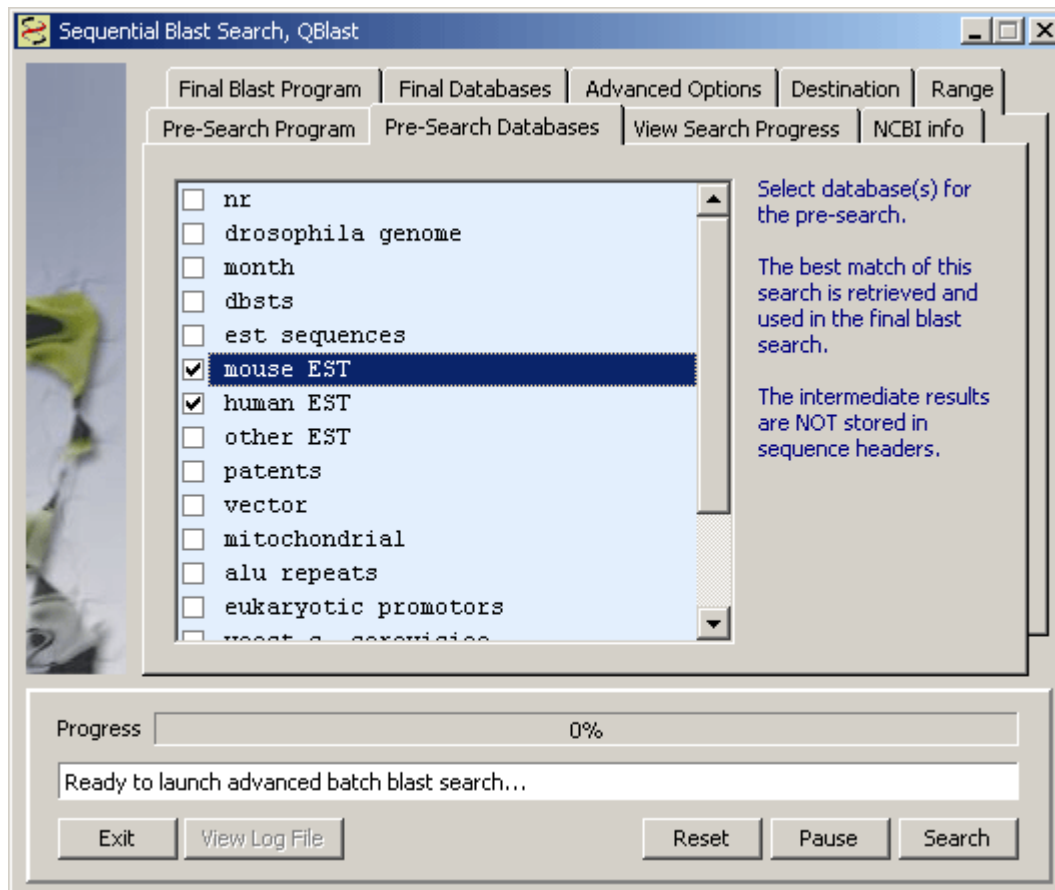 Sequential Blast Search, QBlast
Final Blast Program Final Databases Advanced Options Destination Range
Pre-Search Program Pre-Search Databases View Search Progress NCBI info
nr
drosophila genome
month
dbsts
est sequences
mouse EST
human EST
other EST
patents
vector
mitochondrial
alu repeats
eukaryotic promotors
Select database(s) for
the pre-search.
The best match of this
search is retrieved and
used in the final blast
search.
The intermediate results
are NOT stored in
sequence headers.
Progress 0%
Ready to launch advanced batch blast search...
Exit View Log File Reset Pause Search